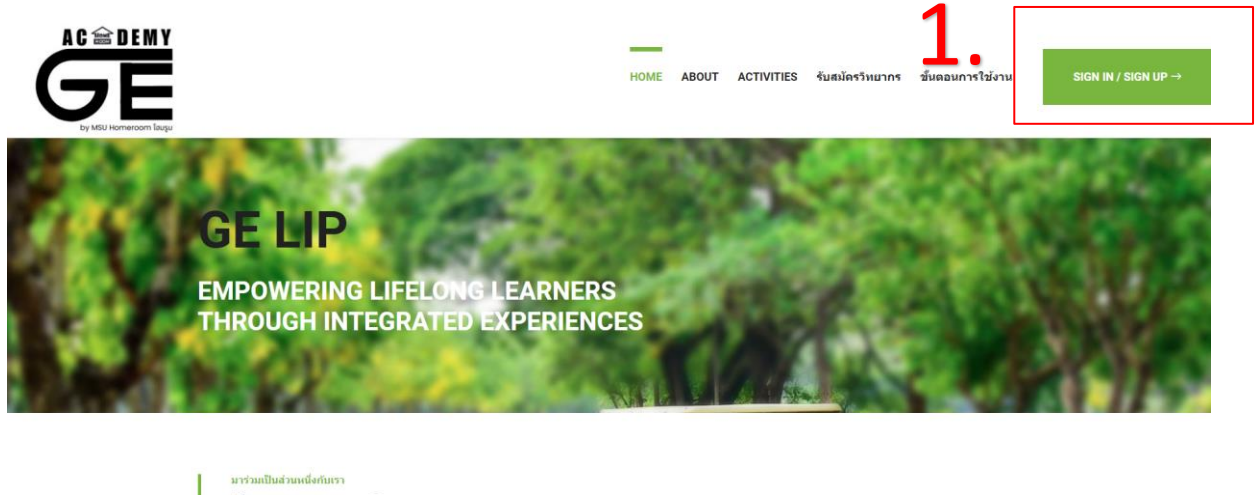 ACADEMY
GE
by MSU Homeroom โฮมรูม
1.
HOME ABOUT ACTIVITIES รับสมัครวิทยากร ขั้นตอนการใช้งาน SIGN IN / SIGN UP →
GE LIP
EMPOWERING LIFELONG LEARNERS
THROUGH INTEGRATED EXPERIENCES
มาร่วมเป็นส่วนหนึ่งกับเรา